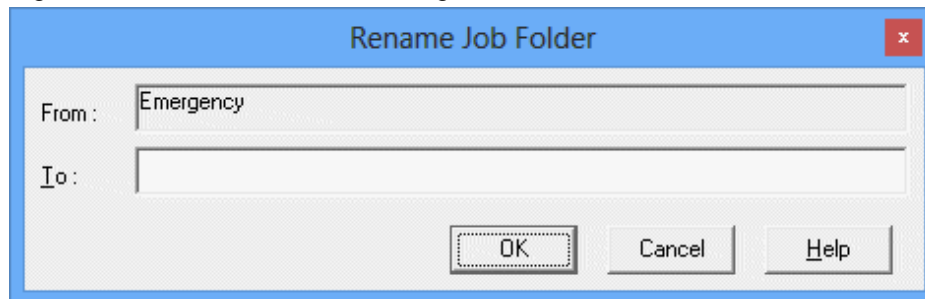 Rename Job Folder
x
From :
Emergency
To :
OK
Cancel
Help